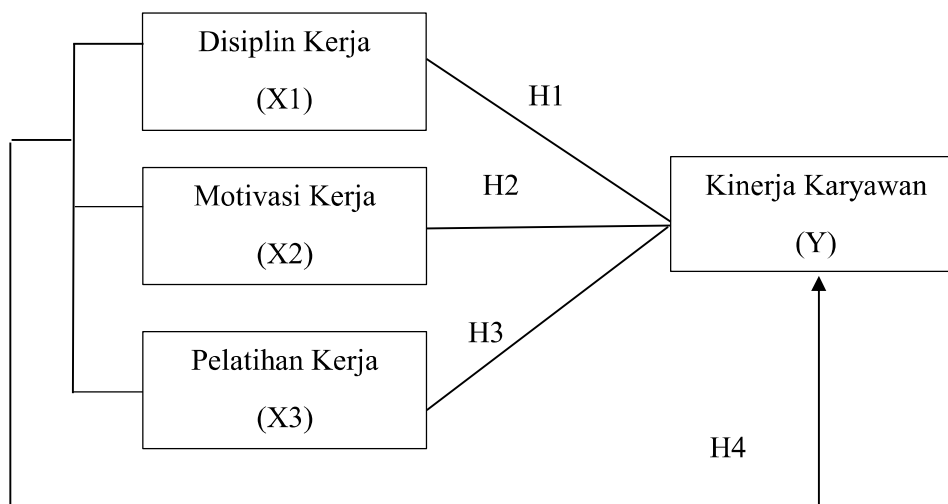 Disiplin Kerja
(X1)
H1
Motivasi Kerja
(X2)
H2
Kinerja Karyawan
(Y)
Pelatihan Kerja
(X3)
H3
H4